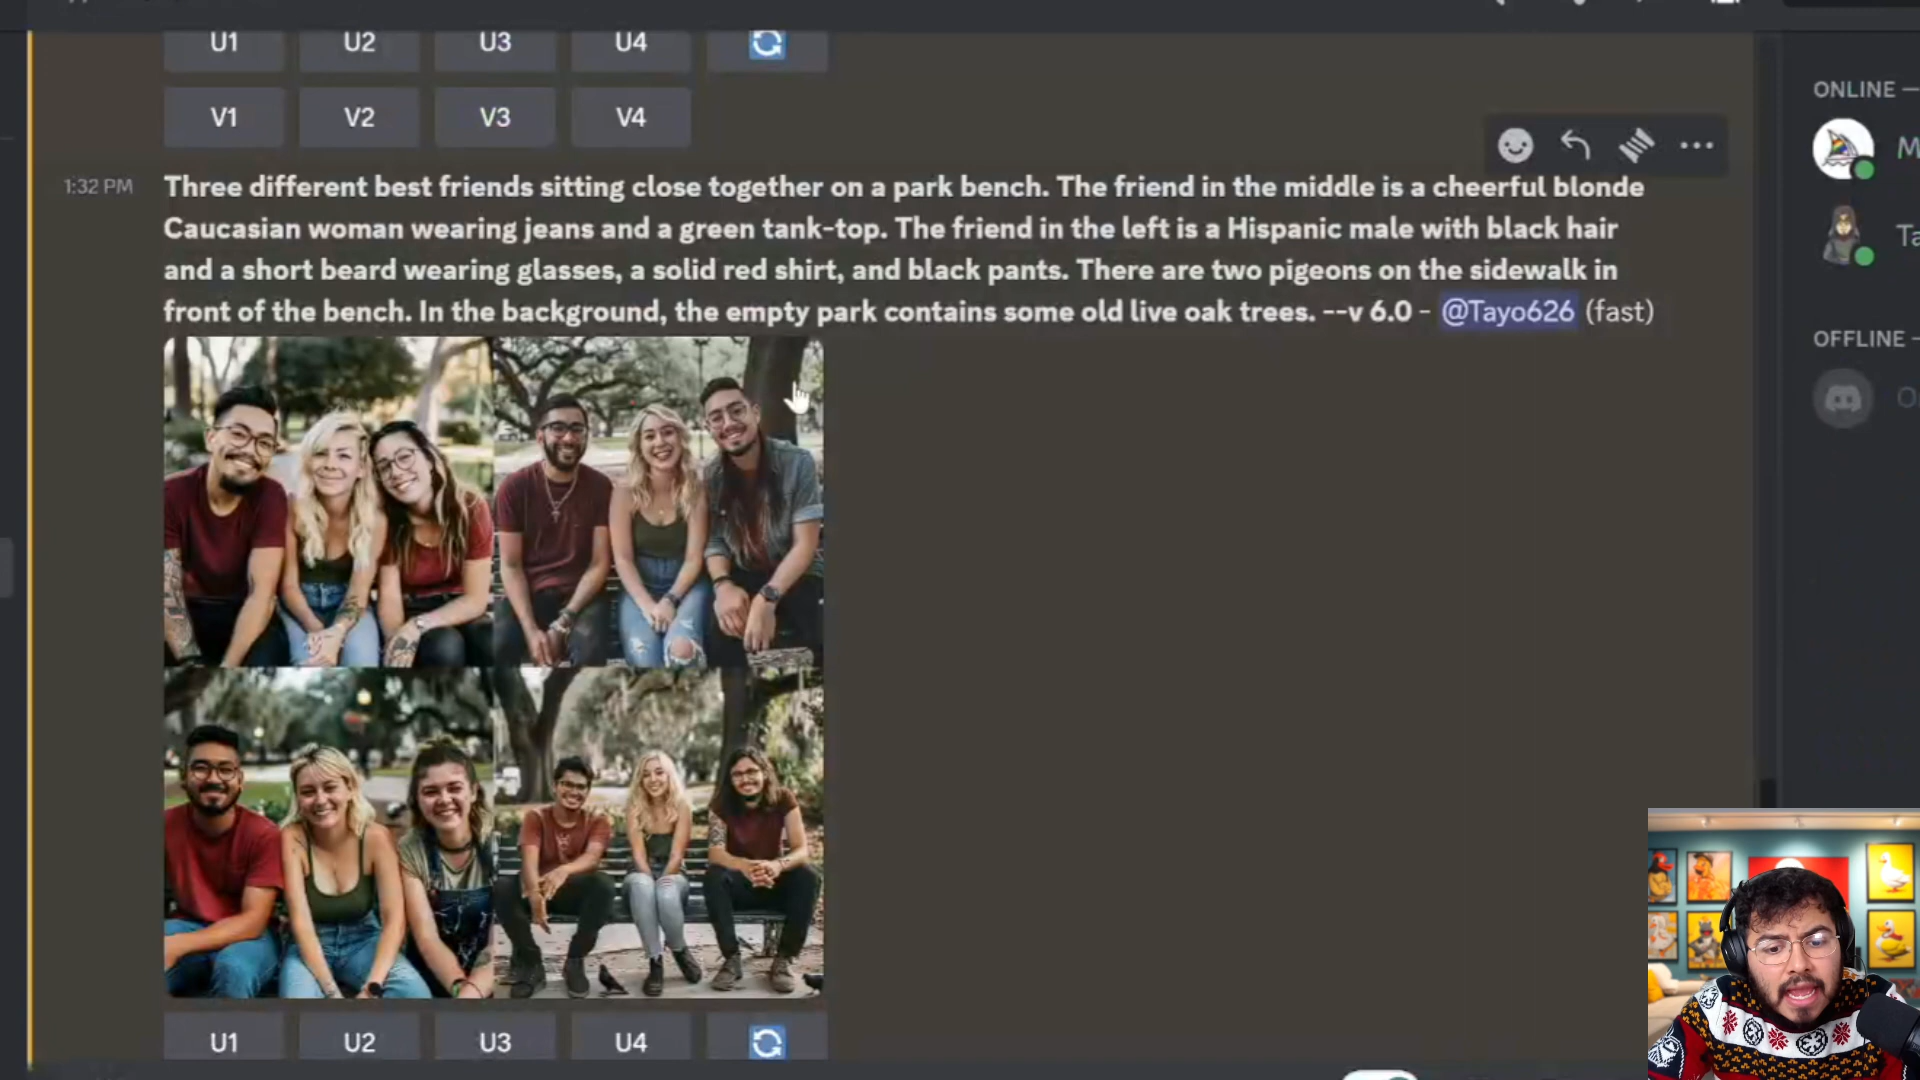 U1 U2 U3 U4
V1 V2 V3 V4
ONLINE —
M
Ta
1:32 PM
Three different best friends sitting close together on a park bench. The friend in the middle is a cheerful blonde
Caucasian woman wearing jeans and a green tank-top. The friend in the left is a Hispanic male with black hair
and a short beard wearing glasses, a solid red shirt, and black pants. There are two pigeons on the sidewalk in
front of the bench. In the background, the empty park contains some old live oak trees. --v 6.0 - @Tayo626 (fast)
OFFLINE -
O
U1 U2 U3 U4